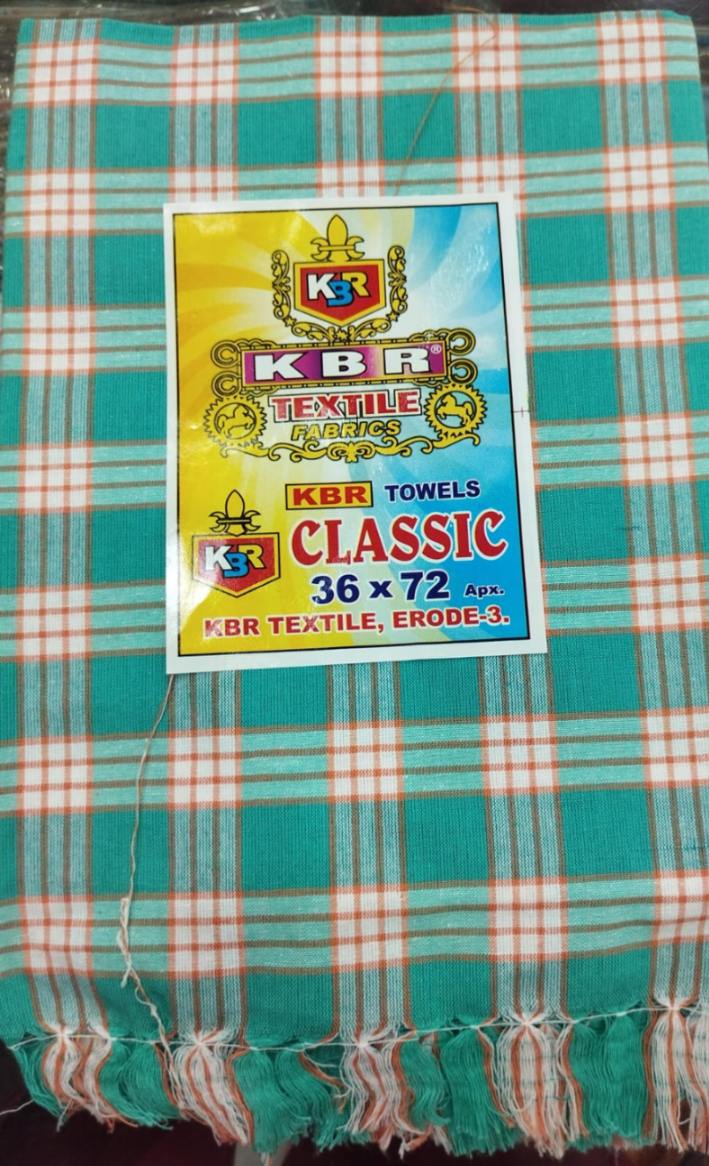 KBR
KBR®
TEXTILE
FABRICS
KBR TOWELS
KBR CLASSIC
36 x 72 Apx.
KBR TEXTILE, ERODE-3.